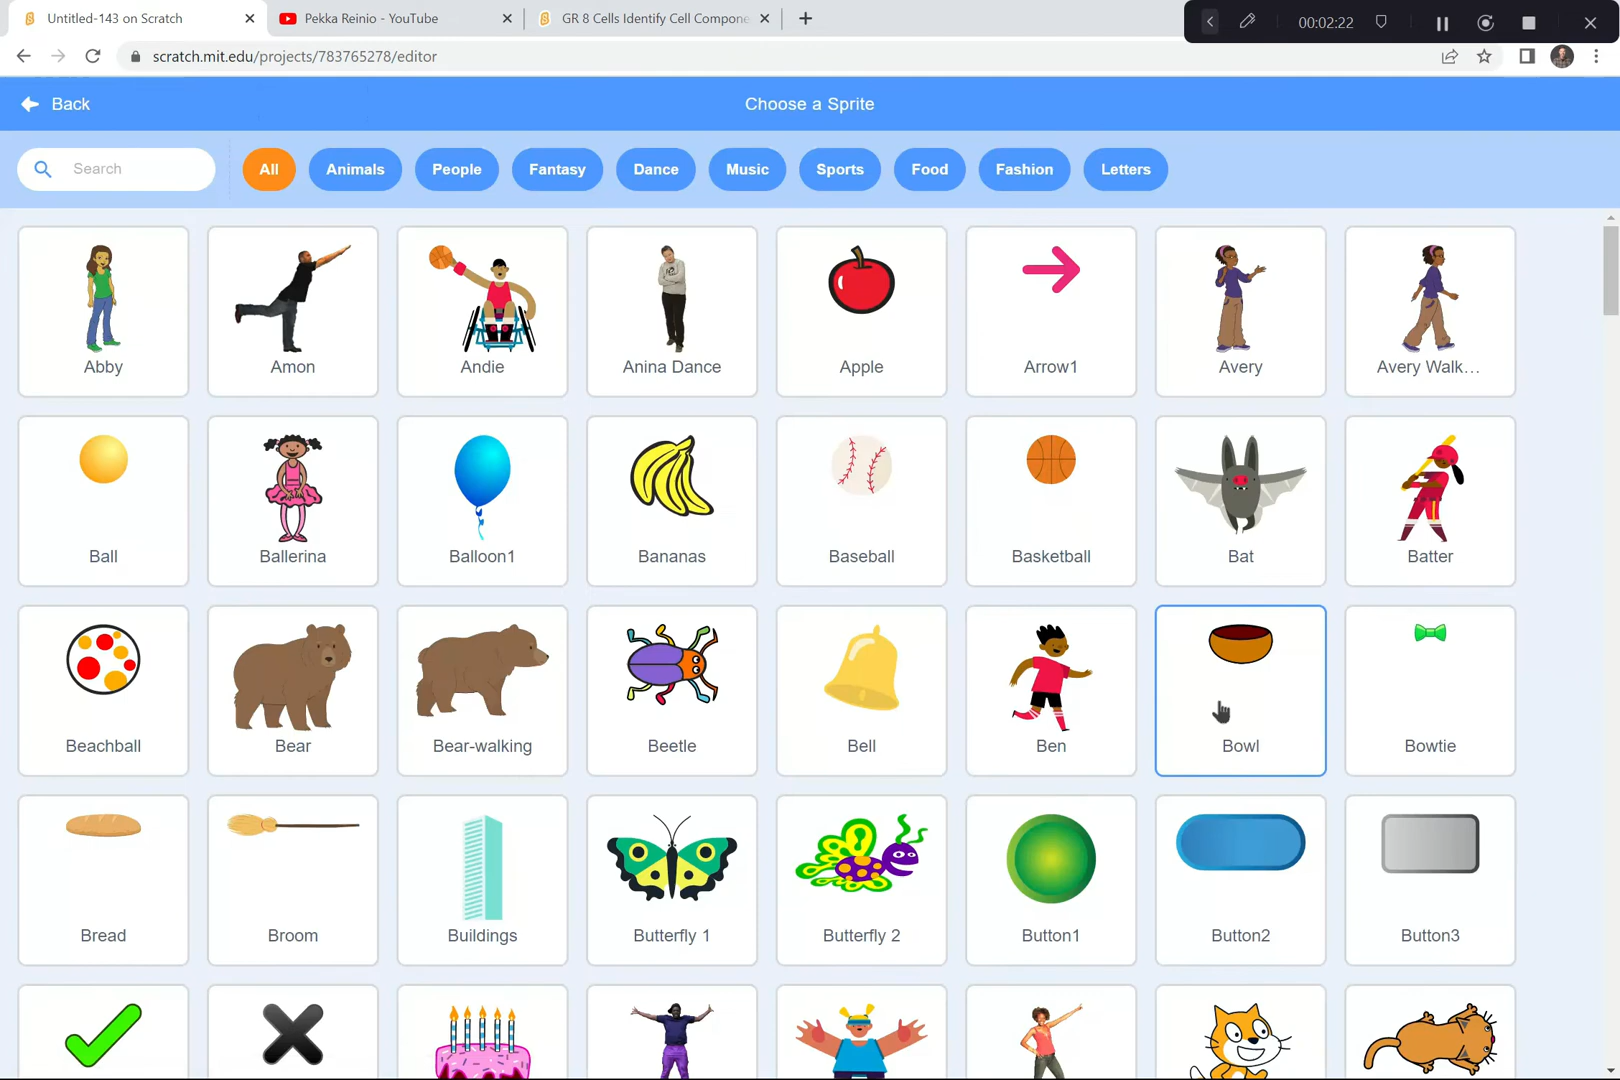 Untitled-143 on Scratch
Pekka Reinio - YouTube
GR 8 Cells Identify Cell Compone
00:02:22
scratch.mit.edu/projects/783765278/editor
Back
Choose a Sprite
Search
All
Animals
People
Fantasy
Dance
Music
Sports
Food
Fashion
Letters
Abby
Amon
Andie
Anina Dance
Apple
Arrow1
Avery
Avery Walk...
Ball
Ballerina
Balloon1
Bananas
Baseball
Basketball
Bat
Batter
Beachball
Bear
Bear-walking
Beetle
Bell
Ben
Bowl
Bowtie
Bread
Broom
Buildings
Butterfly 1
Butterfly 2
Button1
Button2
Button3